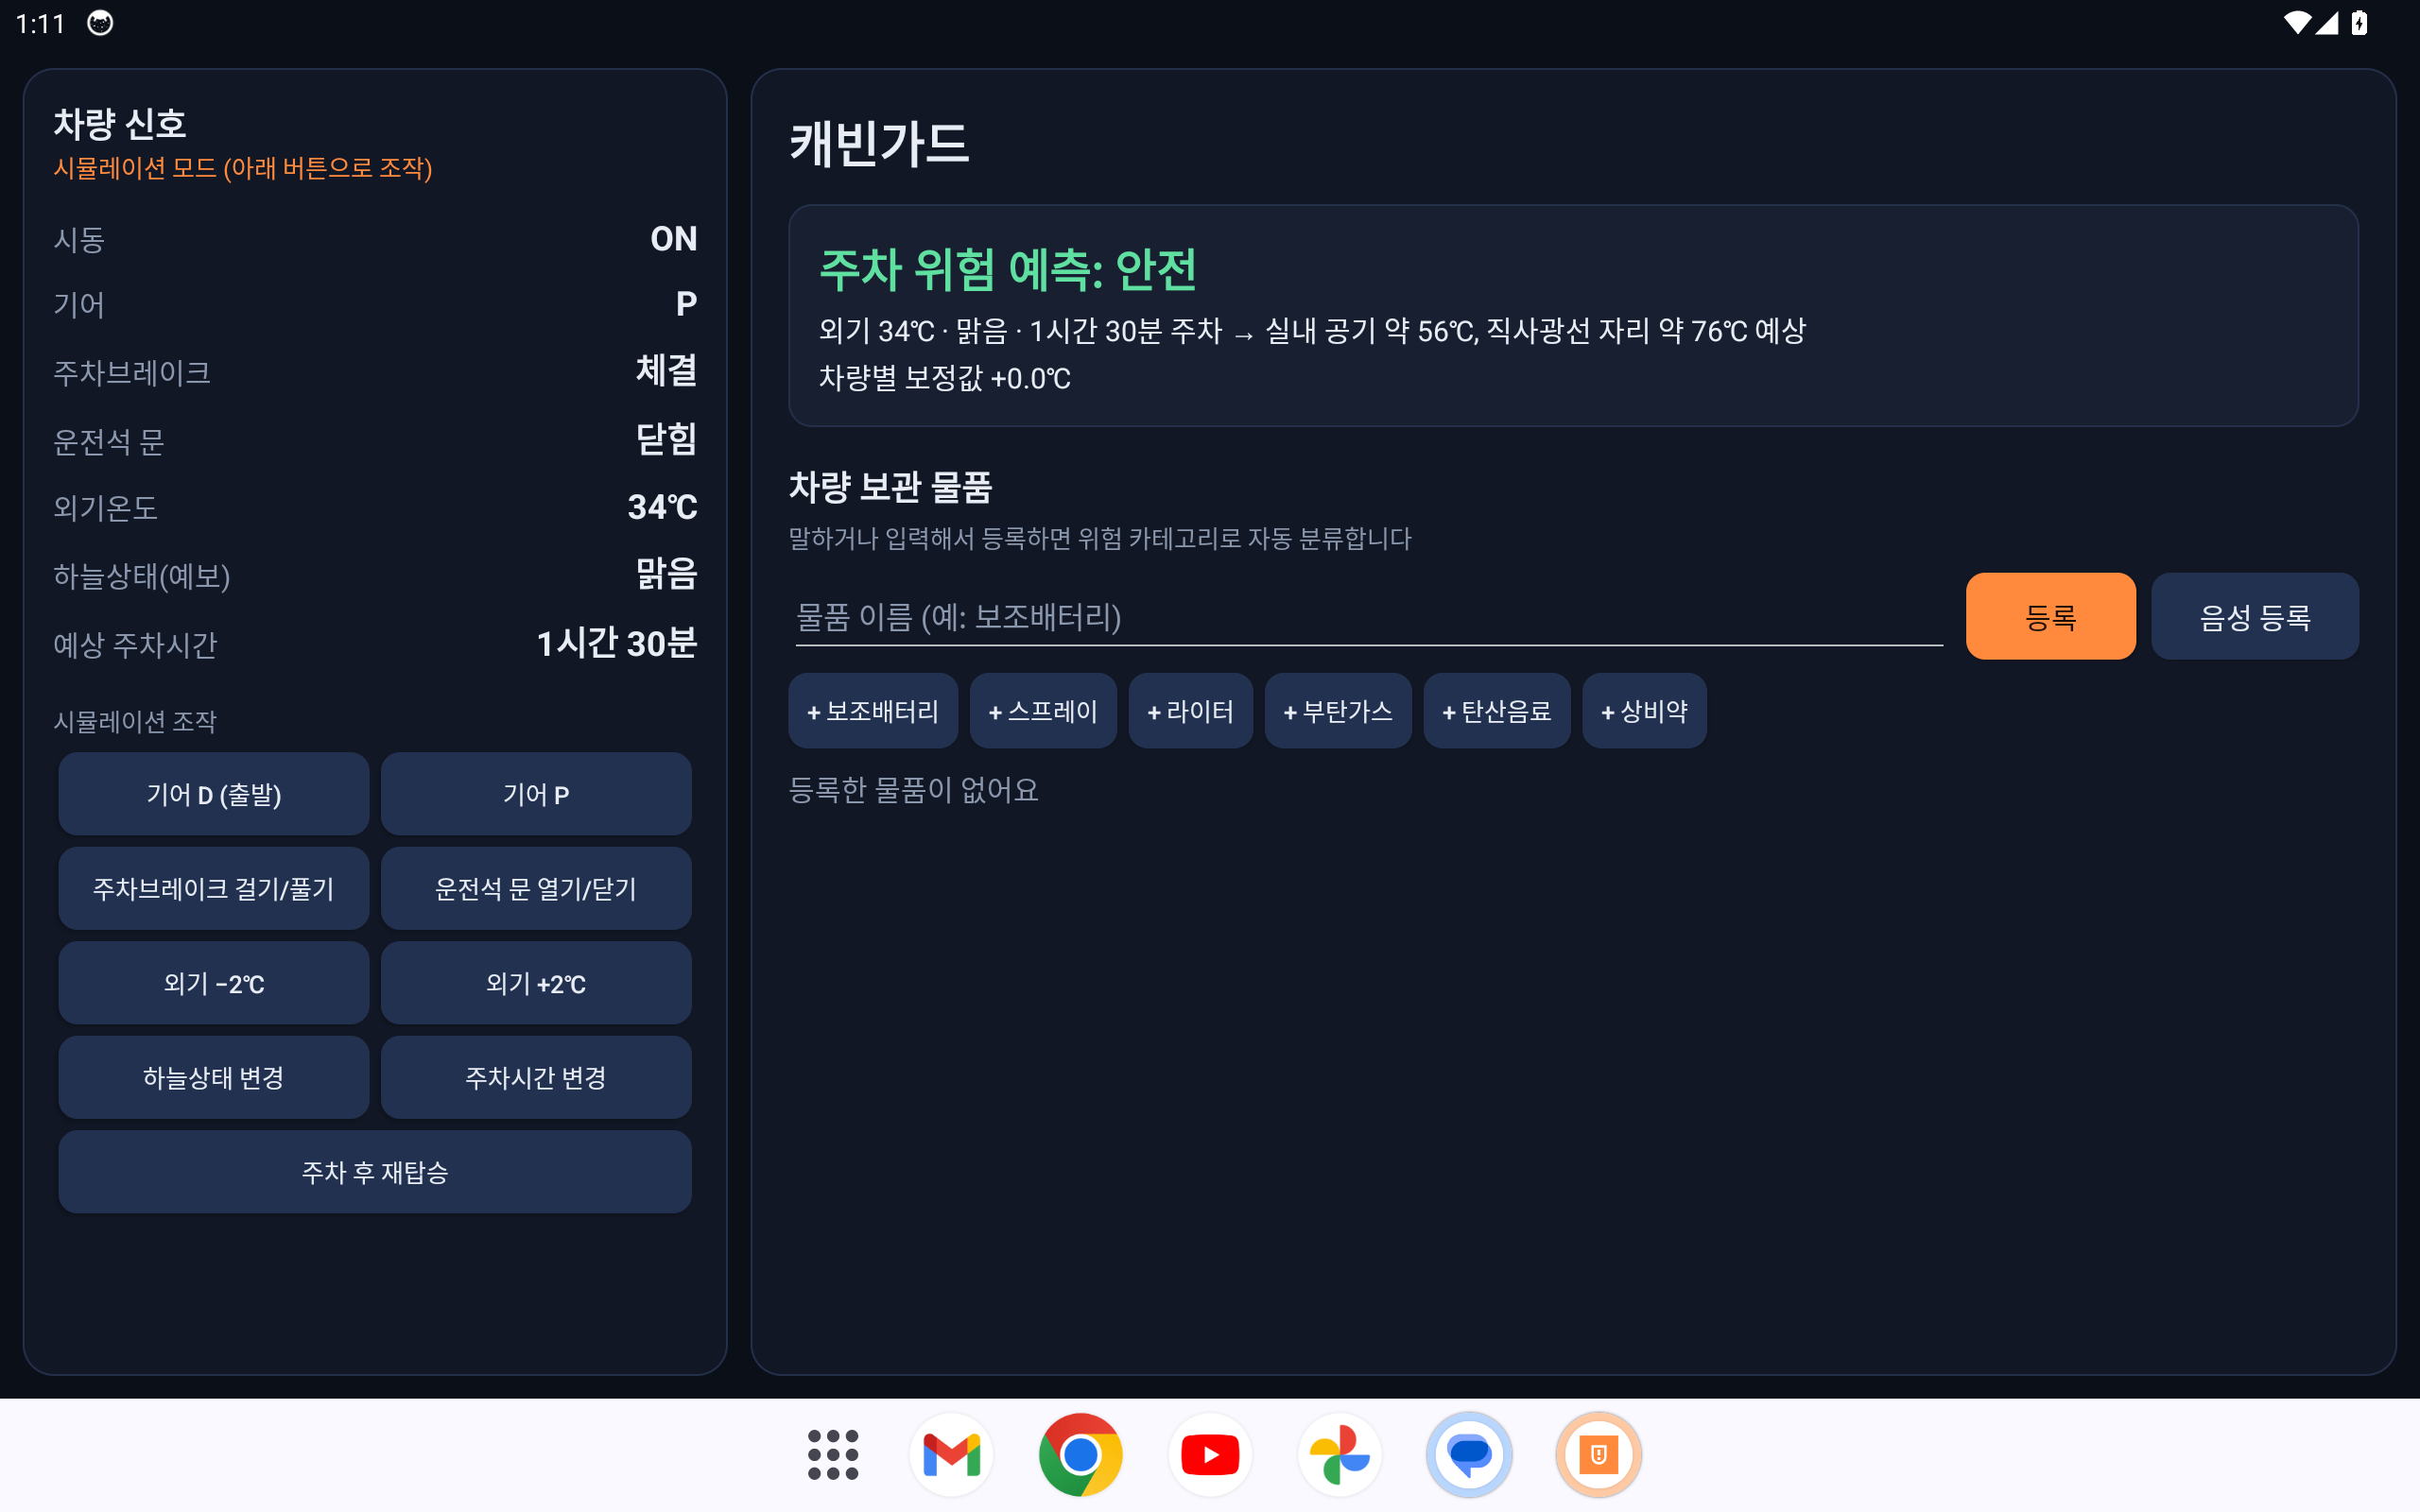 1:11
차량 신호
시뮬레이션 모드 (아래 버튼으로 조작)
시동 ON
기어 P
주차브레이크 체결
운전석 문 닫힘
외기온도 34℃
하늘상태(예보) 맑음
예상 주차시간 1시간 30분
시뮬레이션 조작
기어 D (출발) 기어 P
주차브레이크 걸기/풀기 운전석 문 열기/닫기
외기 −2℃ 외기 +2℃
하늘상태 변경 주차시간 변경
주차 후 재탑승
캐빈가드
주차 위험 예측: 안전
외기 34℃ · 맑음 · 1시간 30분 주차 → 실내 공기 약 56℃, 직사광선 자리 약 76℃ 예상
차량별 보정값 +0.0℃
차량 보관 물품
말하거나 입력해서 등록하면 위험 카테고리로 자동 분류합니다
물품 이름 (예: 보조배터리) 등록 음성 등록
+ 보조배터리 + 스프레이 + 라이터 + 부탄가스 + 탄산음료 + 상비약
등록한 물품이 없어요